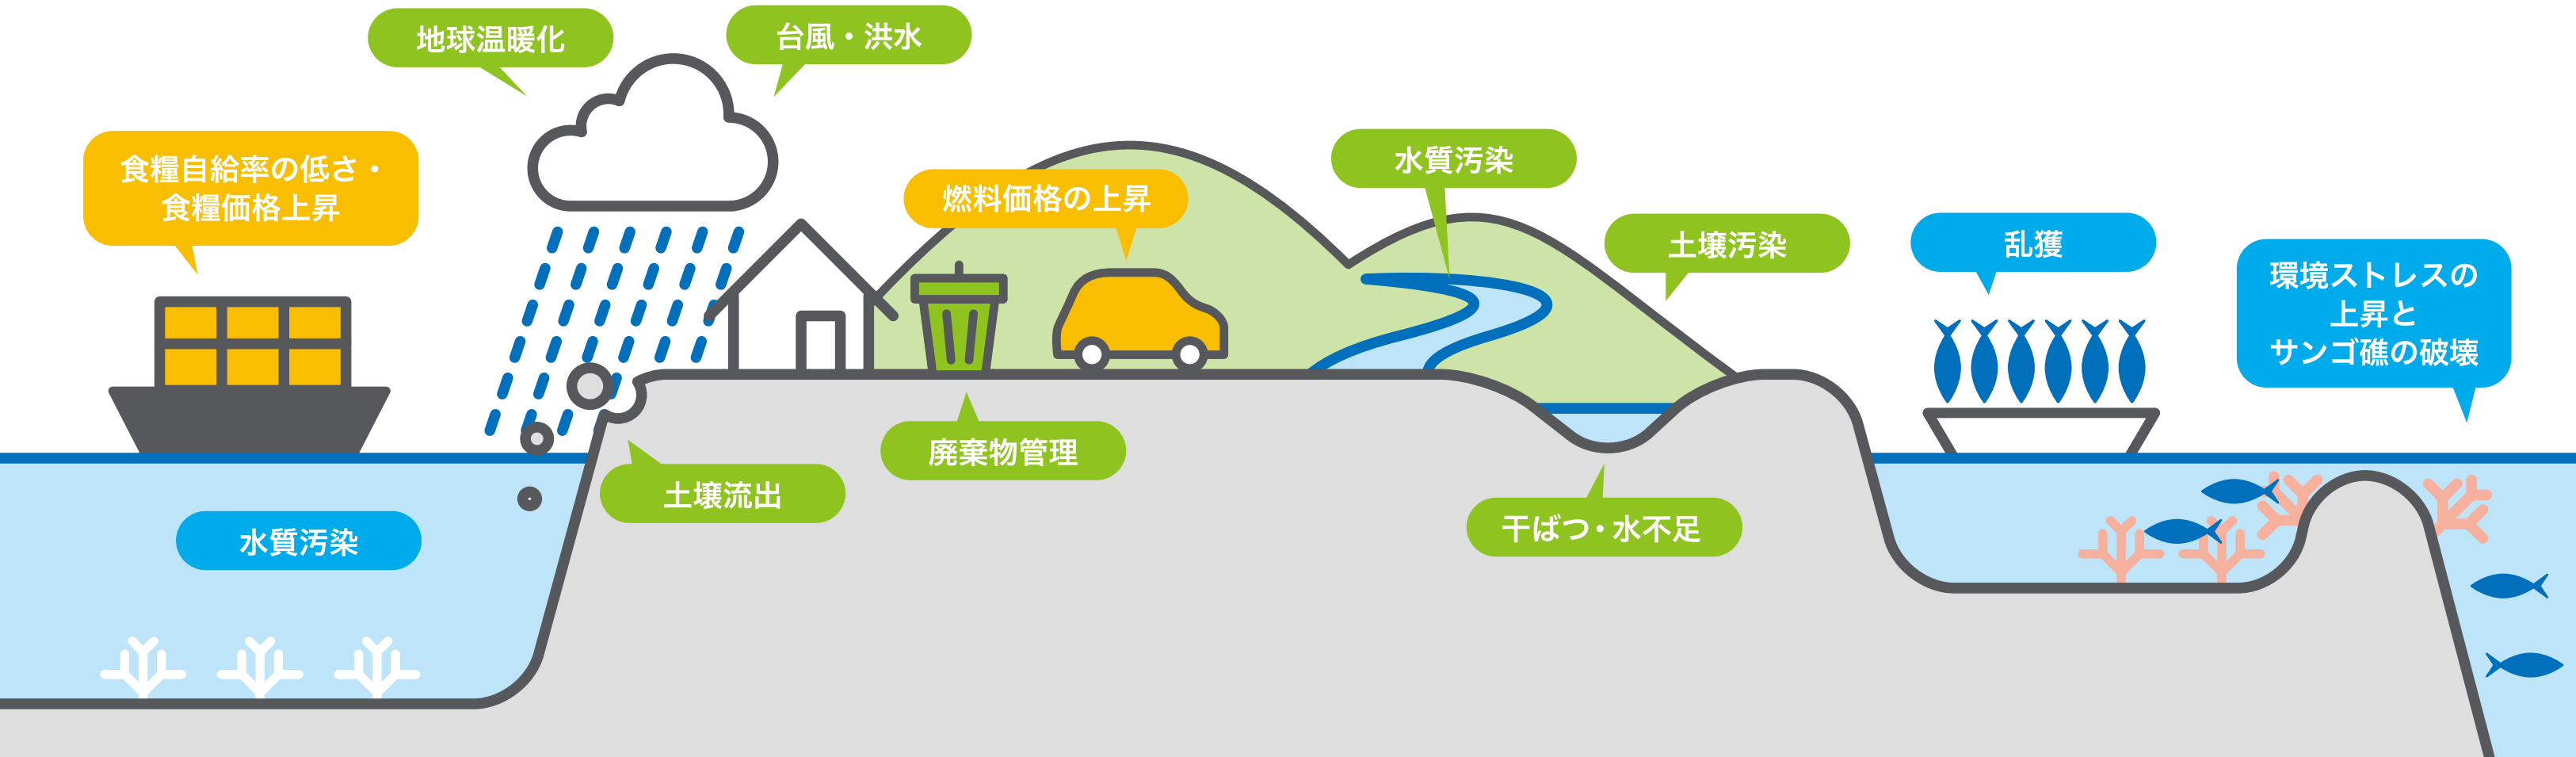 地球温暖化
台風・洪水
食糧自給率の低さ・
食糧価格上昇
燃料価格の上昇
水質汚染
土壌汚染
乱獲
環境ストレスの
上昇と
サンゴ礁の破壊
廃棄物管理
土壌流出
干ばつ・水不足
水質汚染